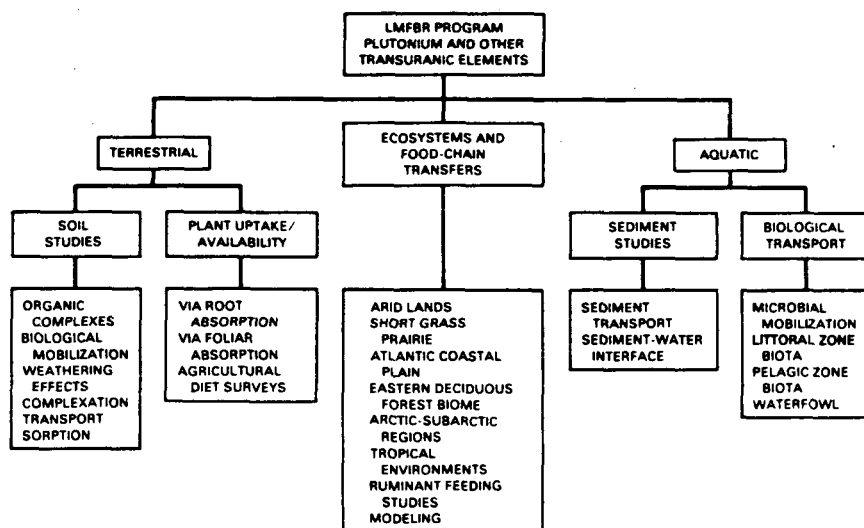 LMFBR PROGRAM
PLUTONIUM AND OTHER
TRANSURANIC ELEMENTS
TERRESTRIAL
ECOSYSTEMS AND
FOOD-CHAIN
TRANSFERS
AQUATIC
SOIL
STUDIES
PLANT UPTAKE/
AVAILABILITY
SEDIMENT
STUDIES
BIOLOGICAL
TRANSPORT
ORGANIC
COMPLEXES
BIOLOGICAL
MOBILIZATION
WEATHERING
EFFECTS
COMPLEXATION
TRANSPORT
SORPTION
VIA ROOT
ABSORPTION
VIA FOLIAR
ABSORPTION
AGRICULTURAL
DIET SURVEYS
ARID LANDS
SHORT GRASS
PRAIRIE
ATLANTIC COASTAL
PLAIN
EASTERN DECIDUOUS
FOREST BIOME
ARCTIC-SUBARCTIC
REGIONS
TROPICAL
ENVIRONMENTS
RUMINANT FEEDING
STUDIES
MODELING
SEDIMENT
TRANSPORT
SEDIMENT-WATER
INTERFACE
MICROBIAL
MOBILIZATION
LITTORAL ZONE
BIOTA
PELAGIC ZONE
BIOTA
WATERFOWL